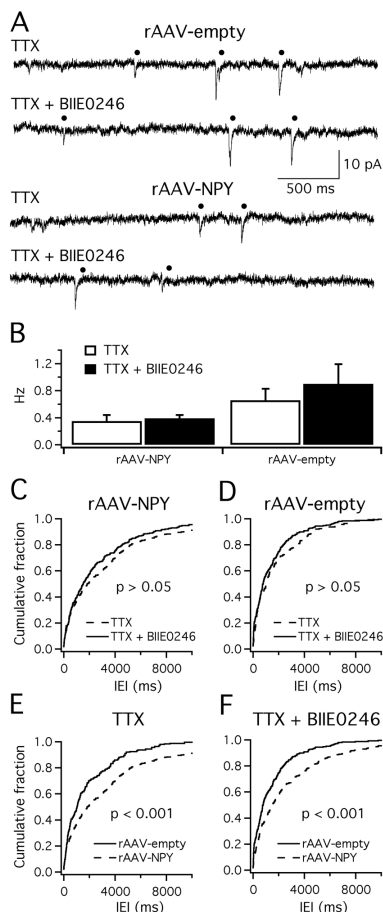 A
rAAV-empty
TTX
TTX + BIIE0246
10 pA
500 ms
rAAV-NPY
TTX
TTX + BIIE0246
B
TTX
TTX + BIIE0246
Hz
1.2
0.8
0.4
0.0
rAAV-NPY
rAAV-empty
C
rAAV-NPY
Cumulative fraction
1.0
0.8
0.6
0.4
0.2
0.0
p > 0.05
TTX
TTX + BIIE0246
0
4000
8000
IEI (ms)
D
rAAV-empty
1.0
0.8
0.6
0.4
0.2
0.0
p > 0.05
TTX
TTX + BIIE0246
0
4000
8000
IEI (ms)
E
TTX
Cumulative fraction
1.0
0.8
0.6
0.4
0.2
0.0
p < 0.001
rAAV-empty
rAAV-NPY
0
4000
8000
IEI (ms)
F
TTX + BIIE0246
1.0
0.8
0.6
0.4
0.2
0.0
p < 0.001
rAAV-empty
rAAV-NPY
0
4000
8000
IEI (ms)